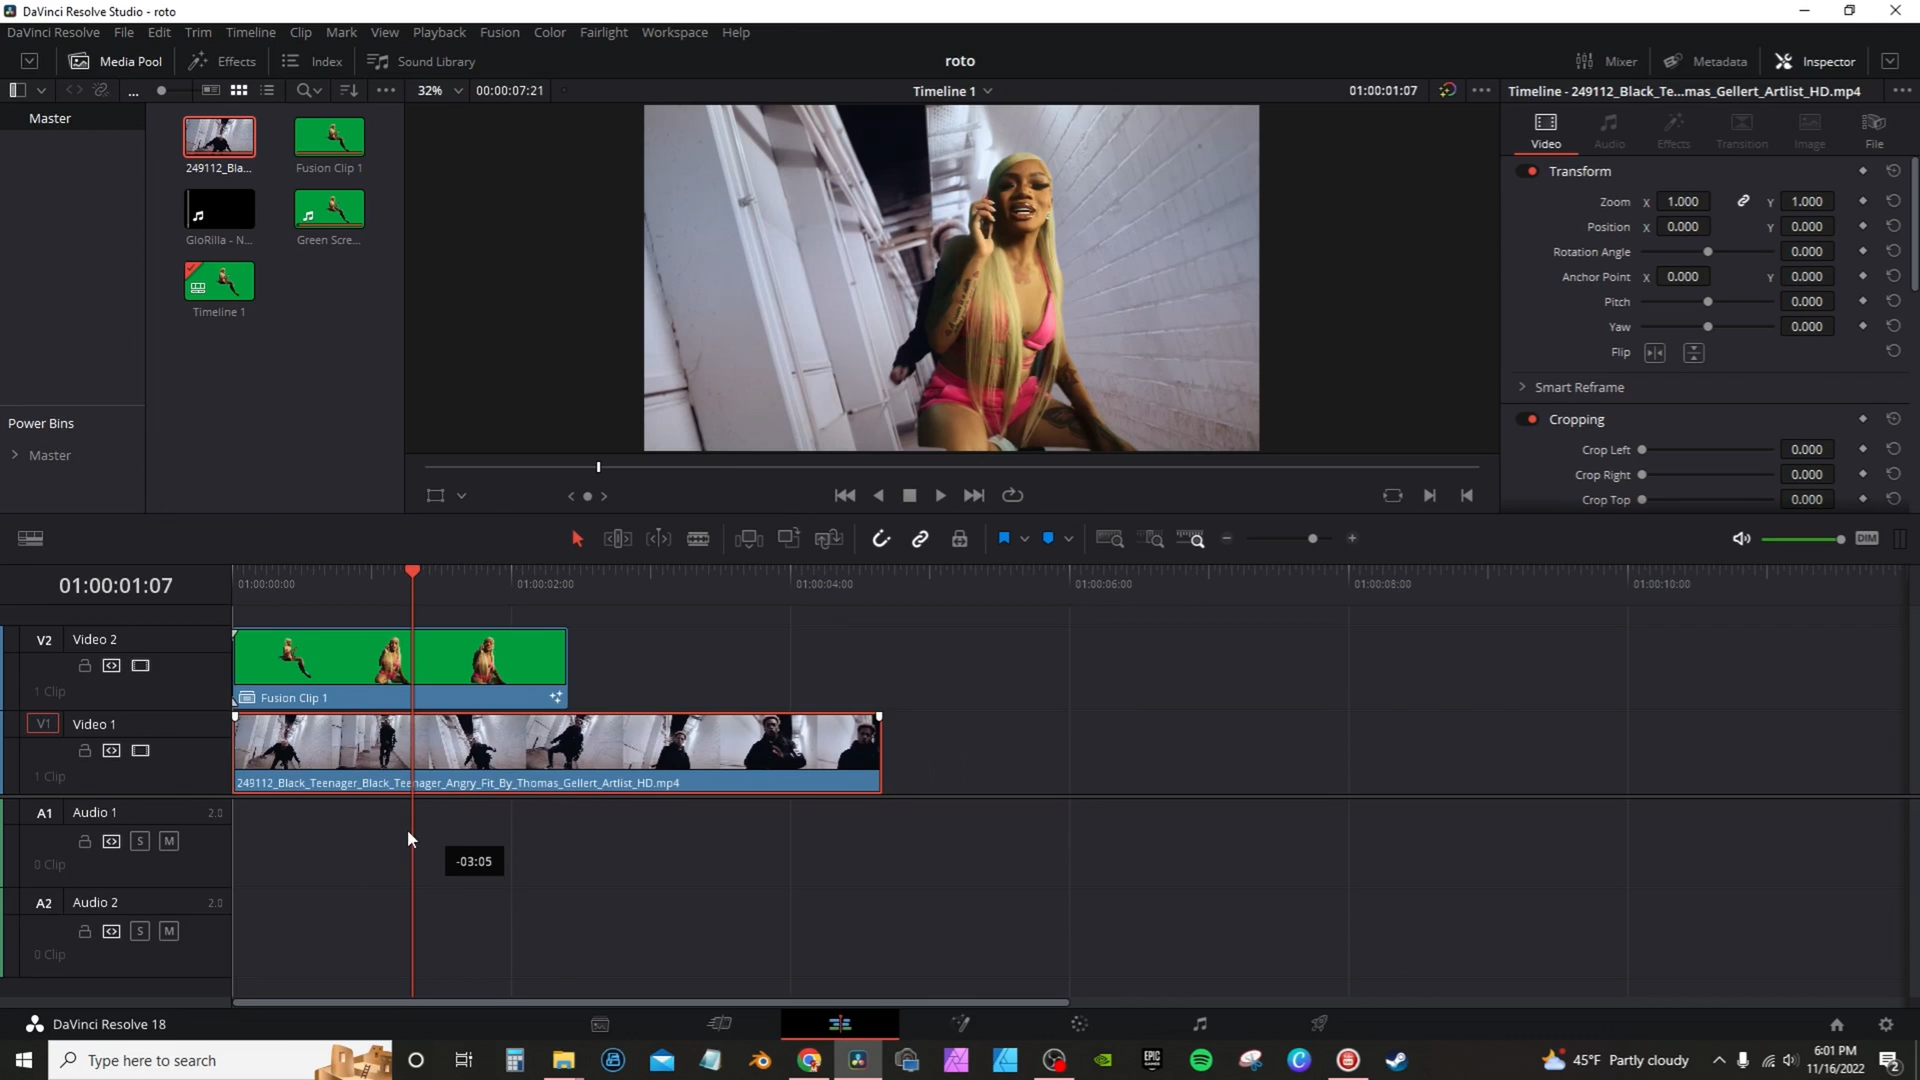 DaVinci Resolve Studio - roto
DaVinci Resolve File Edit Trim Timeline Clip Mark View Playback Fusion Color Fairlight Workspace Help
Media Pool Effects Index Sound Library roto Mixer Metadata Inspector
... 32% 00:00:07:21 Timeline 1 01:00:01:07 Timeline - 249112_Black_Te...mas_Gellert_Artlist_HD.mp4
Master
Video Audio Effects Transition Image File
249112_Bla... Fusion Clip 1
GloRilla - N... Green Scre...
Timeline 1
Power Bins
Master
Transform
Zoom X 1.000 Y 1.000
Position X 0.000 Y 0.000
Rotation Angle 0.000
Anchor Point X 0.000 Y 0.000
Pitch 0.000
Yaw 0.000
Flip
Smart Reframe
Cropping
Crop Left 0.000
Crop Right 0.000
Crop Top 0.000
DIM
01:00:01:07 01:00:00:00 01:00:02:00 01:00:04:00 01:00:06:00 01:00:08:00 01:00:10:00
V2 Video 2
1 Clip
Fusion Clip 1
V1 Video 1
1 Clip
249112_Black_Teenager_Black_Teenager_Angry_Fit_By_Thomas_Gellert_Artlist_HD.mp4
A1 Audio 1 2.0
S M
0 Clip
-03:05
A2 Audio 2 2.0
S M
0 Clip
DaVinci Resolve 18
Type here to search
EPIC GAMES
45°F Partly cloudy
6:01 PM
11/16/2022
2